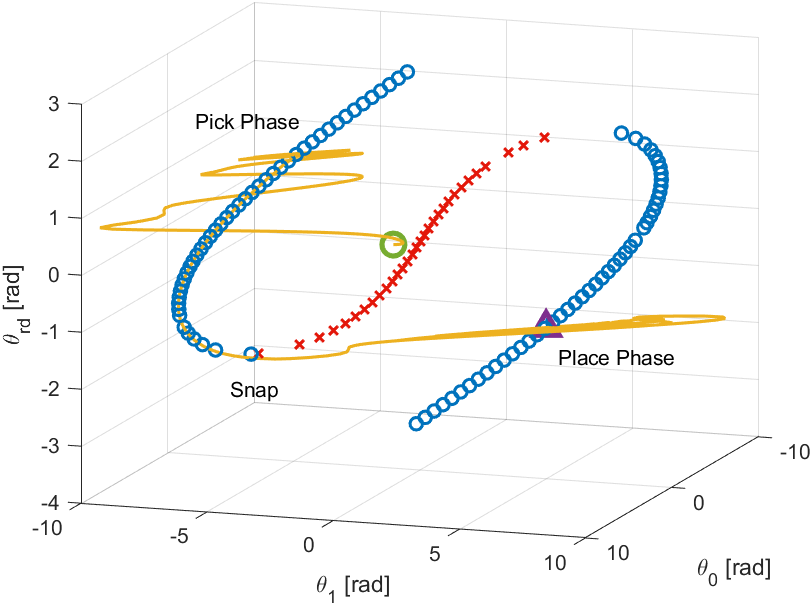 3
2
1
0
-1
-2
-3
-4
θrd [rad]
Pick Phase
Snap
Place Phase
-10
-5
0
5
10
θ1 [rad]
10
0
-10
θ0 [rad]